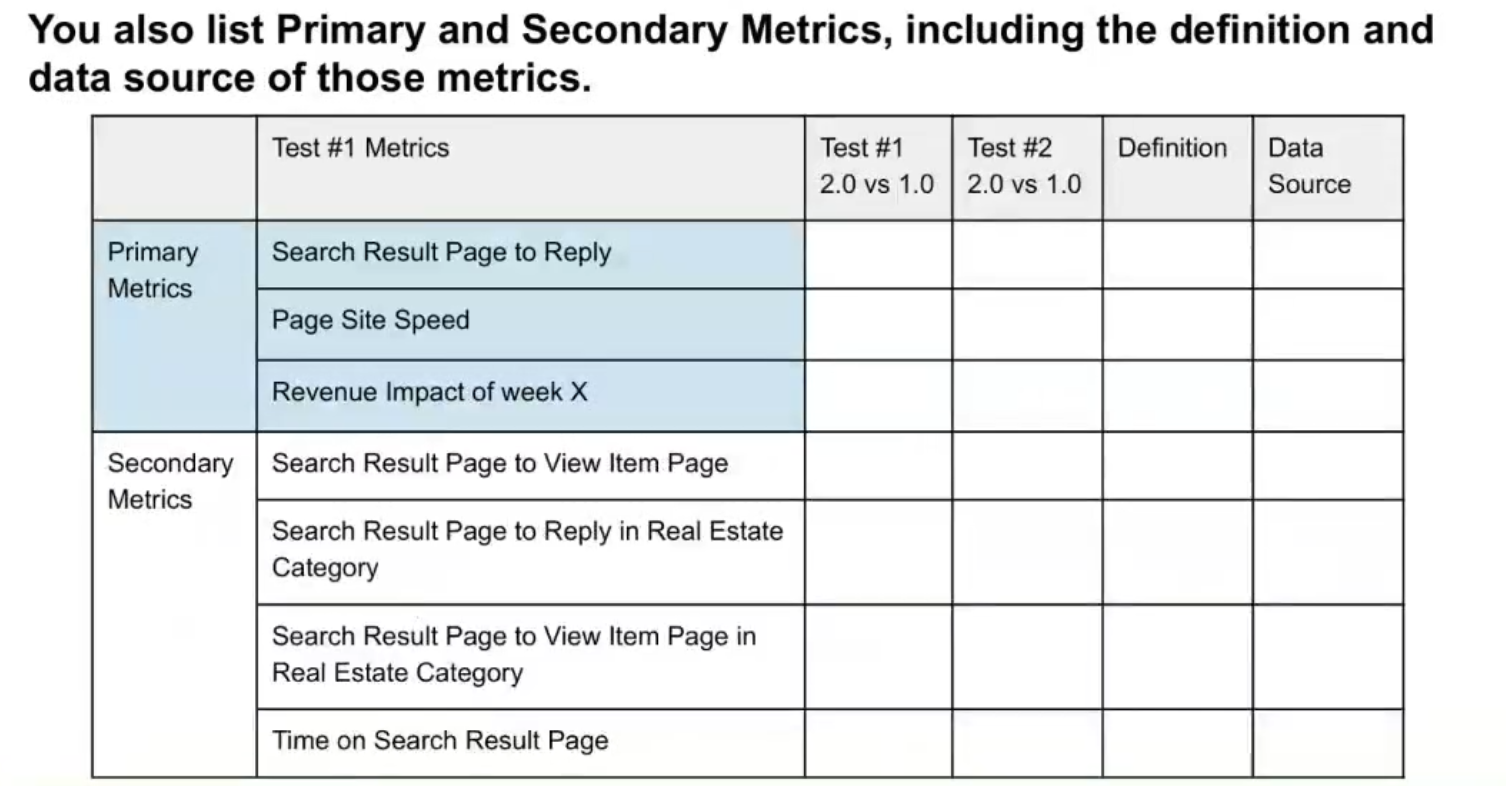 You also list Primary and Secondary Metrics, including the definition and
data source of those metrics.
Test #1 Metrics
Test #1
2.0 vs 1.0
Test #2
2.0 vs 1.0
Definition
Data
Source
Primary
Metrics
Search Result Page to Reply
Page Site Speed
Revenue Impact of week X
Secondary
Metrics
Search Result Page to View Item Page
Search Result Page to Reply in Real Estate
Category
Search Result Page to View Item Page in
Real Estate Category
Time on Search Result Page